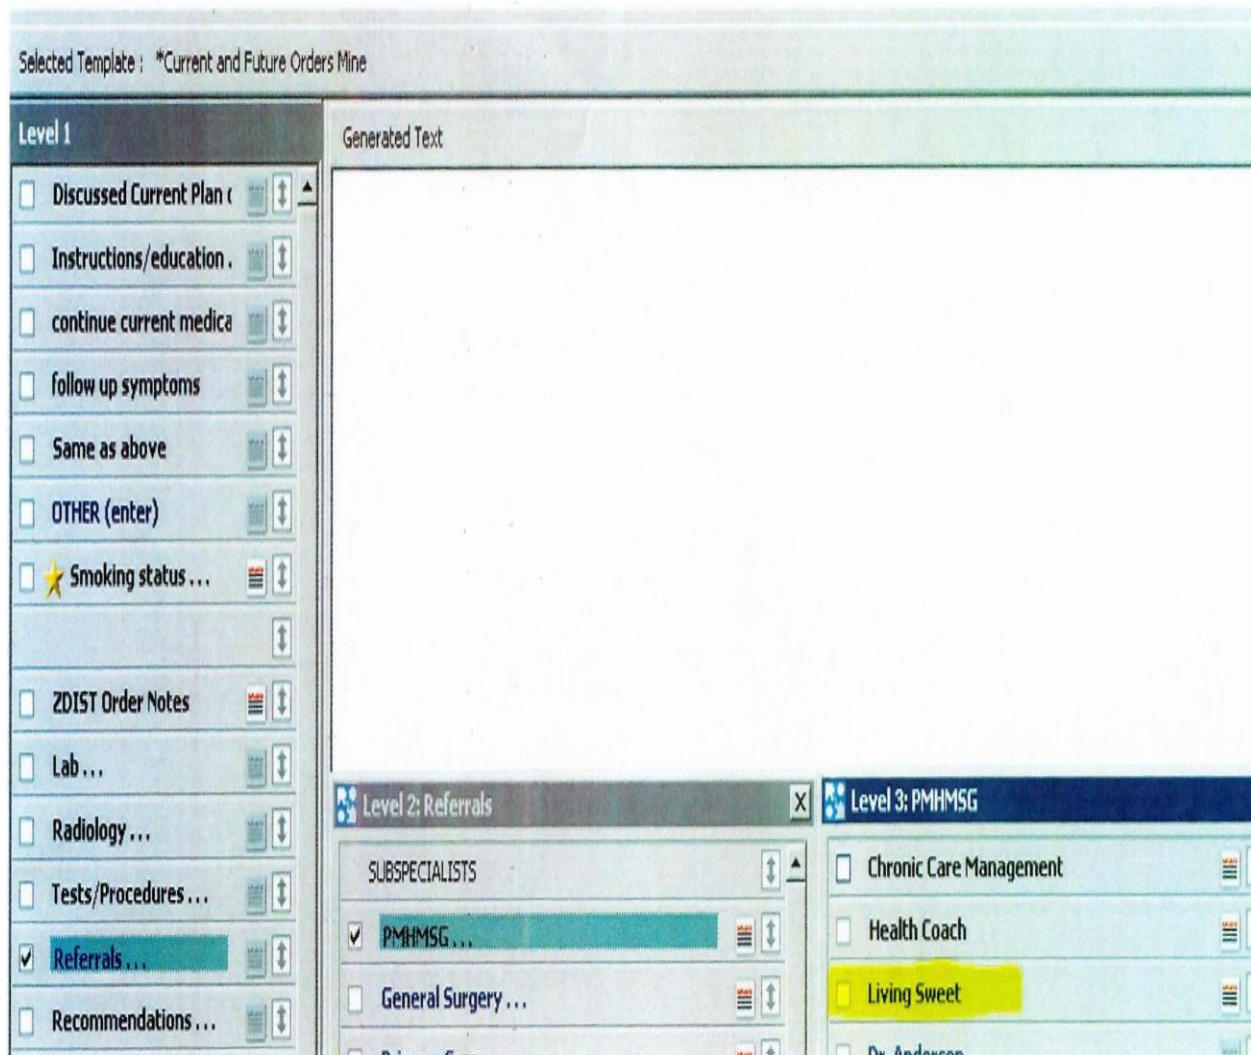 Selected Template : *Current and Future Orders Mine
Level 1
Generated Text
Discussed Current Plan
Instructions/education .
continue current medica
follow up symptoms
Same as above
OTHER (enter)
Smoking status ...
ZDIST Order Notes
Lab ...
Radiology ...
Tests/Procedures ...
Referrals ...
Recommendations ...
Level 2: Referrals X
SUBSPECIALISTS
PMHMSG ...
General Surgery ...
Level 3: PMHMSG
Chronic Care Management
Health Coach
Living Sweet
Dr. Anderson